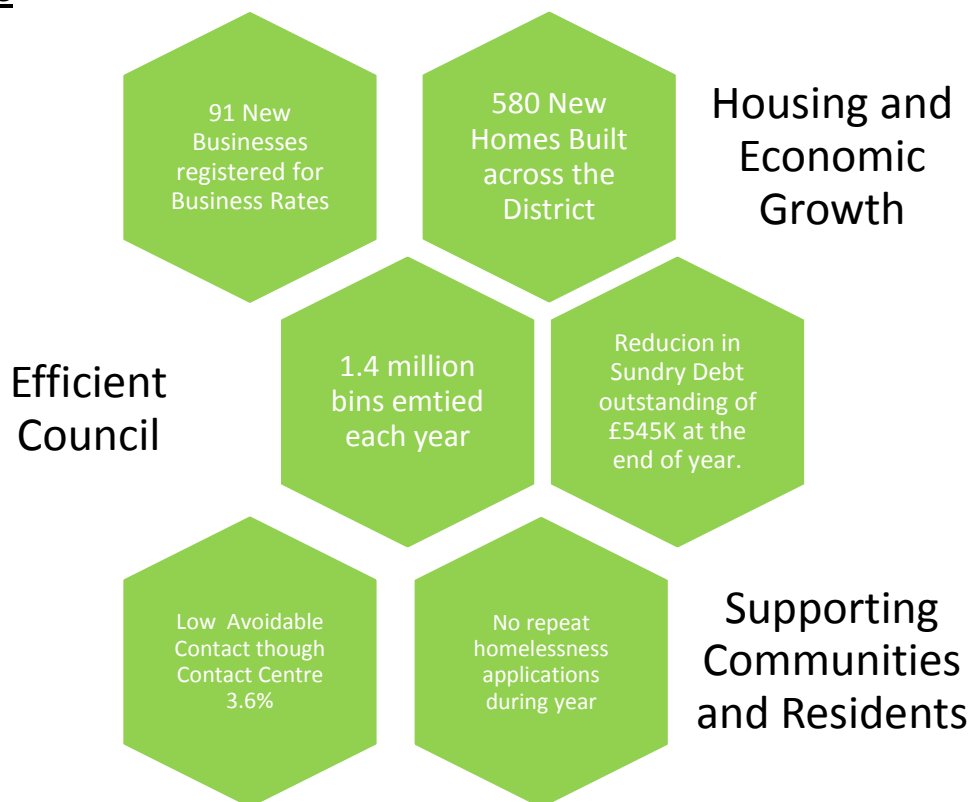 91 New
Businesses
registered for
Business Rates
580 New
Homes Built
across the
District
Housing and
Economic
Growth
Efficient
Council
1.4 million
bins emtied
each year
Reducion in
Sundry Debt
outstanding of
£545K at the
end of year.
Low Avoidable
Contact though
Contact Centre
3.6%
No repeat
homelessness
applications
during year
Supporting
Communities
and Residents